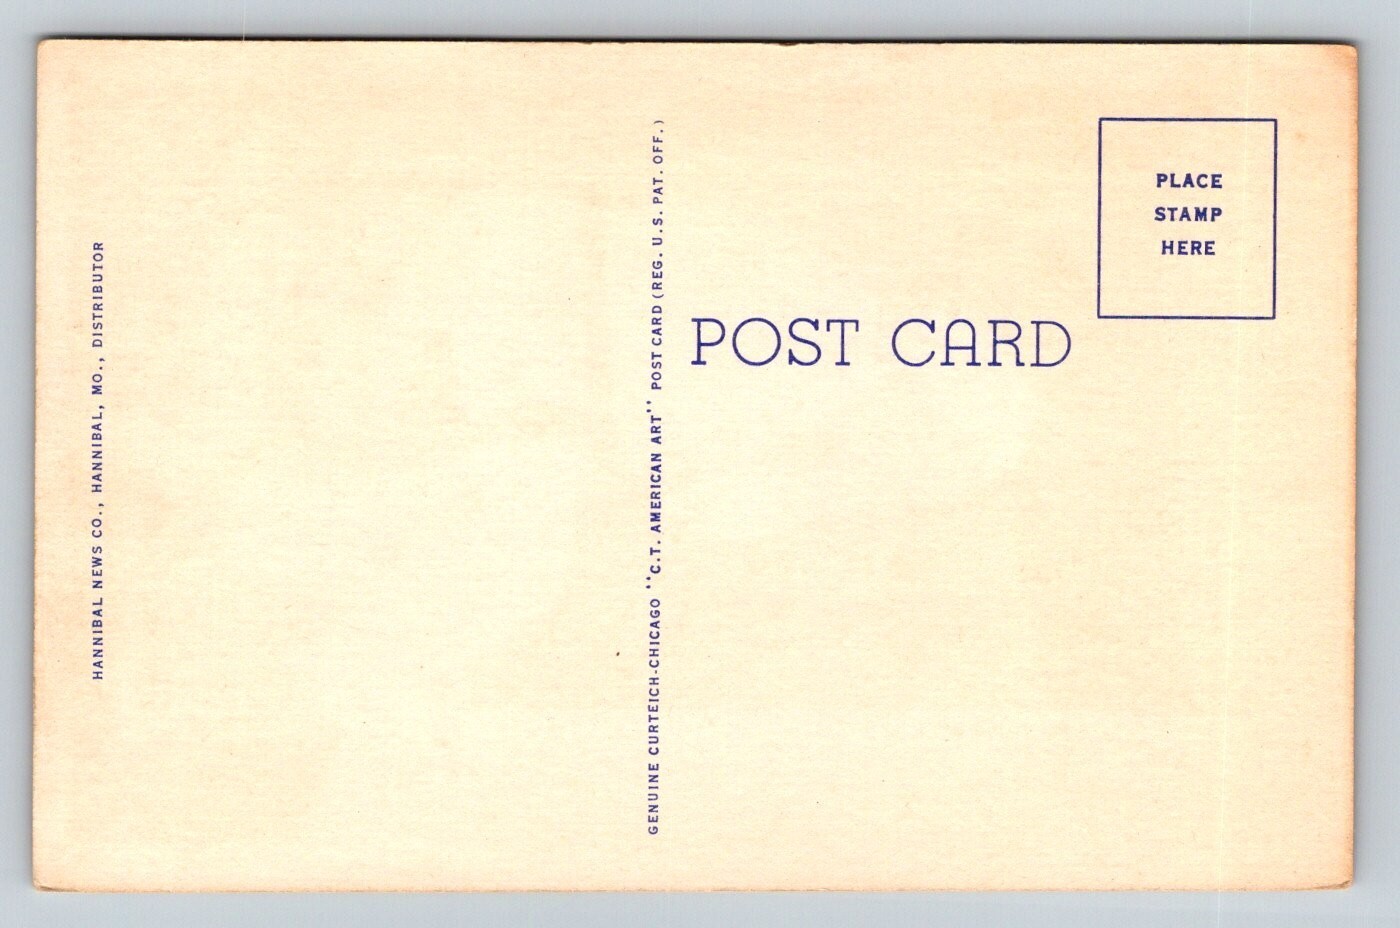 HANNIBAL NEWS CO., HANNIBAL, MO., DISTRIBUTOR
GENUINE CURTEICH-CHICAGO "C.T. AMERICAN ART" POST CARD (REG. U.S. PAT. OFF.)
PLACE
STAMP
HERE
POST CARD